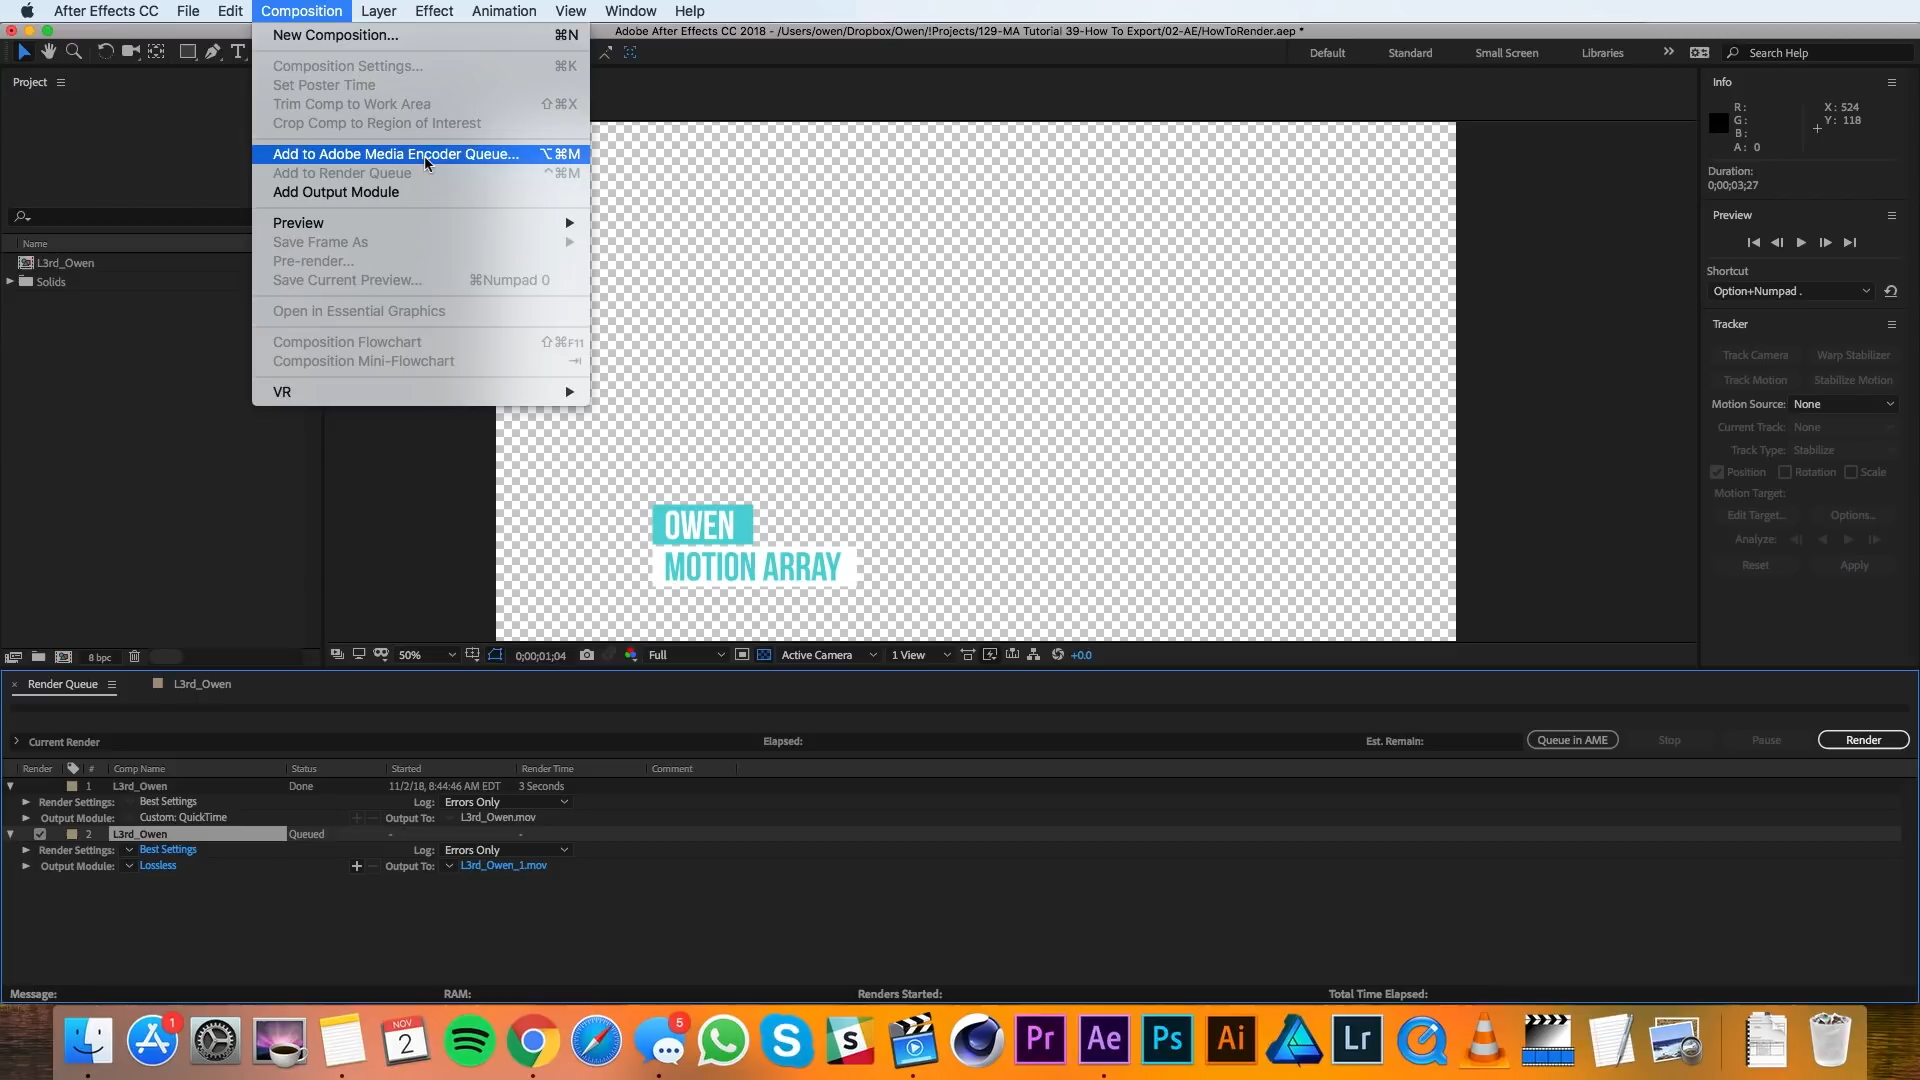 After Effects CC File Edit Composition Layer Effect Animation View Window Help
Adobe After Effects CC 2018 - /Users/owen/Dropbox/Owen/!Projects/129-MA Tutorial 39-How To Export/02-AE/HowToRender.aep *
T Default Standard Small Screen Libraries » Search Help
Project
Name
L3rd_Owen
Solids
8 bpc
New Composition... ⌘N
Composition Settings... ⌘K
Set Poster Time
Trim Comp to Work Area ⇧⌘X
Crop Comp to Region of Interest
Add to Adobe Media Encoder Queue... ⌥⌘M
Add to Render Queue ⌃⌘M
Add Output Module
Preview
Save Frame As
Pre-render...
Save Current Preview... ⌘Numpad 0
Open in Essential Graphics
Composition Flowchart ⇧⌘F11
Composition Mini-Flowchart
VR
OWEN
MOTION ARRAY
50% 0;00;01;04 Full Active Camera 1 View +0.0
Info
R: X: 524
G: Y: 118
B:
A: 0
Duration:
0;00;03;27
Preview
Shortcut
Option+Numpad .
Tracker
Track Camera Warp Stabilizer
Track Motion Stabilize Motion
Motion Source: None
Current Track: None
Track Type: Stabilize
Position Rotation Scale
Motion Target:
Edit Target... Options...
Analyze:
Reset Apply
× Render Queue L3rd_Owen
Current Render Elapsed: Est. Remain: Queue in AME Stop Pause Render
Render # Comp Name Status Started Render Time Comment
1 L3rd_Owen Done 11/2/18, 8:44:46 AM EDT 3 Seconds
Render Settings: Best Settings Log: Errors Only
Output Module: Custom: QuickTime Output To: L3rd_Owen.mov
2 L3rd_Owen Queued - -
Render Settings: Best Settings Log: Errors Only
Output Module: Lossless Output To: L3rd_Owen_1.mov
Message: RAM: Renders Started: Total Time Elapsed:
1 NOV 2 5 S S Pr Ae Ps Ai Lr